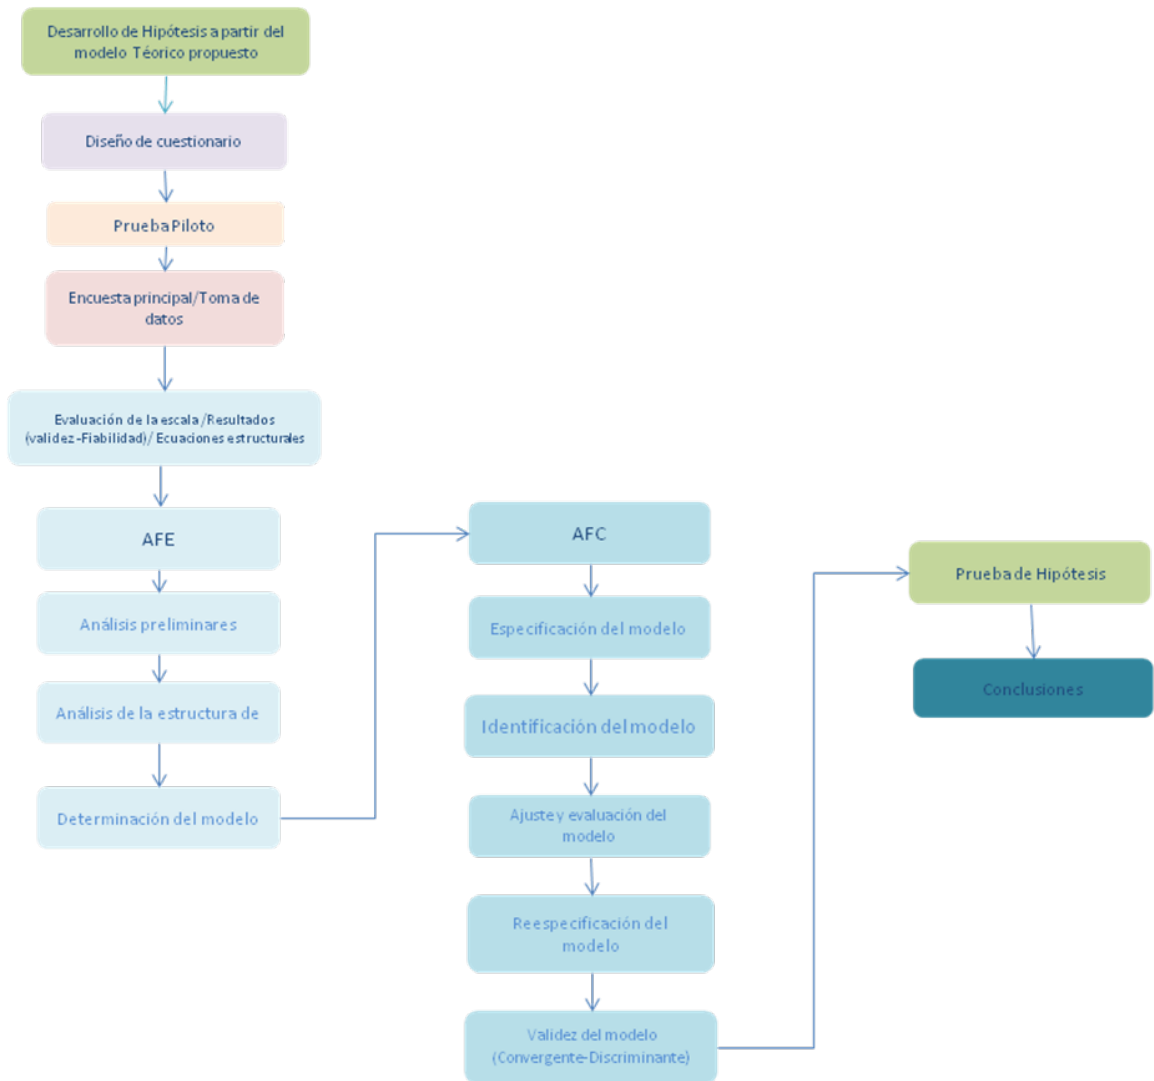 Desarrollo de Hipótesis a partir del
modelo Téorico propuesto
Diseño de cuestionario
Prueba Piloto
Encuesta principal/Toma de
datos
Evaluación de la escala /Resultados
(validez -Fiabilidad)/ Ecuaciones estructurales
AFE
Análisis preliminares
Análisis de la estructura de
Determinación del modelo
AFC
Especificación del modelo
Identificación del modelo
Ajuste y evaluación del
modelo
Reespecificación del
modelo
Validez del modelo
(Convergente-Discriminante)
Prueba de Hipótesis
Conclusiones